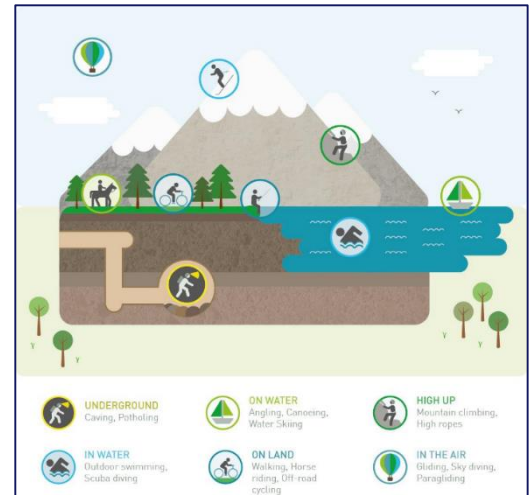 UNDERGROUND
Caving, Potholing
ON WATER
Angling, Canoeing,
Water Skiing
HIGH UP
Mountain climbing,
High ropes
IN WATER
Outdoor swimming,
Scuba diving
ON LAND
Walking, Horse
riding, Off-road
cycling
IN THE AIR
Gliding, Sky diving,
Paragliding